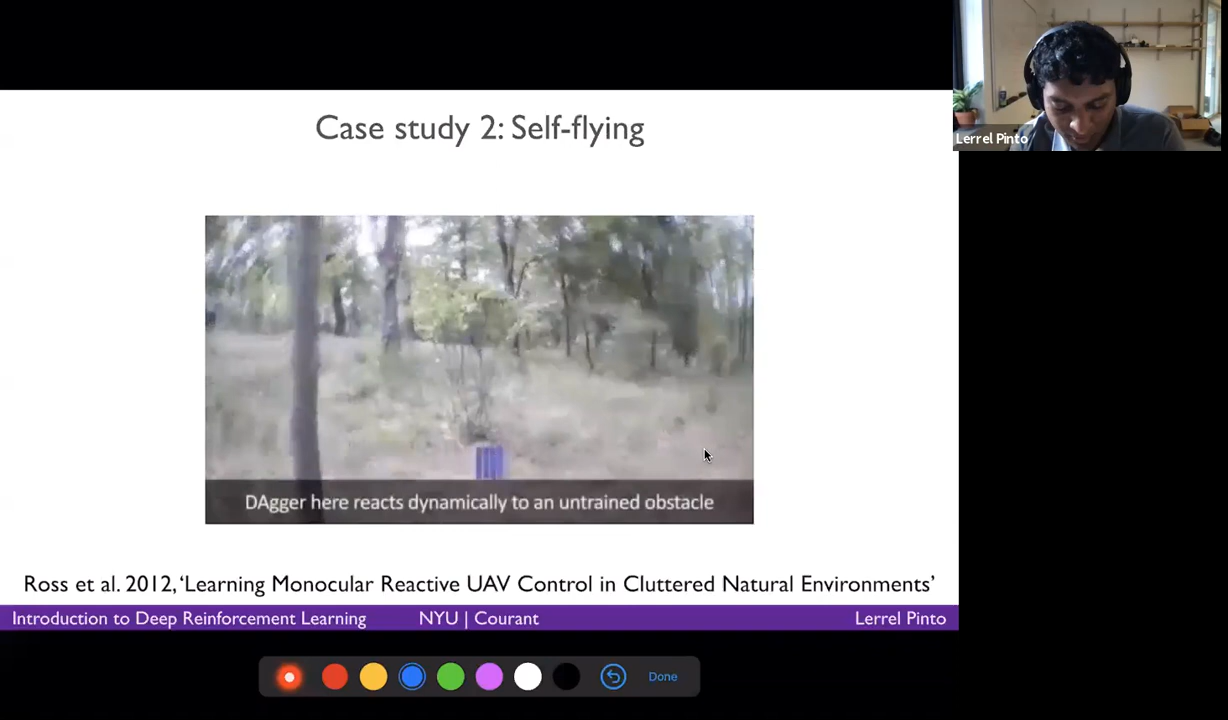 Case study 2: Self-flying
Lerrel Pinto
DAgger here reacts dynamically to an untrained obstacle
Ross et al. 2012, ‘Learning Monocular Reactive UAV Control in Cluttered Natural Environments’
Introduction to Deep Reinforcement Learning NYU | Courant Lerrel Pinto
Done